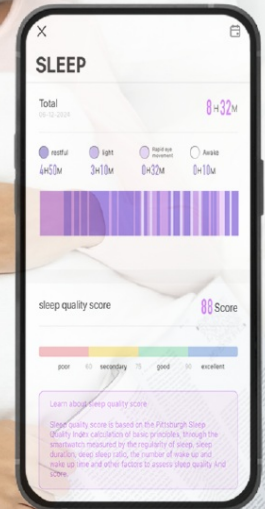 SLEEP
Total
8H32M
06-12-2024
restful
light
Rapid eye
movement
Awake
4H50M
3H10M
0H32M
0H10M
sleep quality score
88 Score
poor
60
secondary
75
good
90
excellent
Learn about sleep quality score
Sleep quality score is based on the Pittsburgh Sleep
Quality Index calculation of basic principles, through the
smartwatch measured by the regularity of sleep, sleep
duration, deep sleep ratio, the number of wake up and
wake up time and other factors to assess sleep quality And
score.